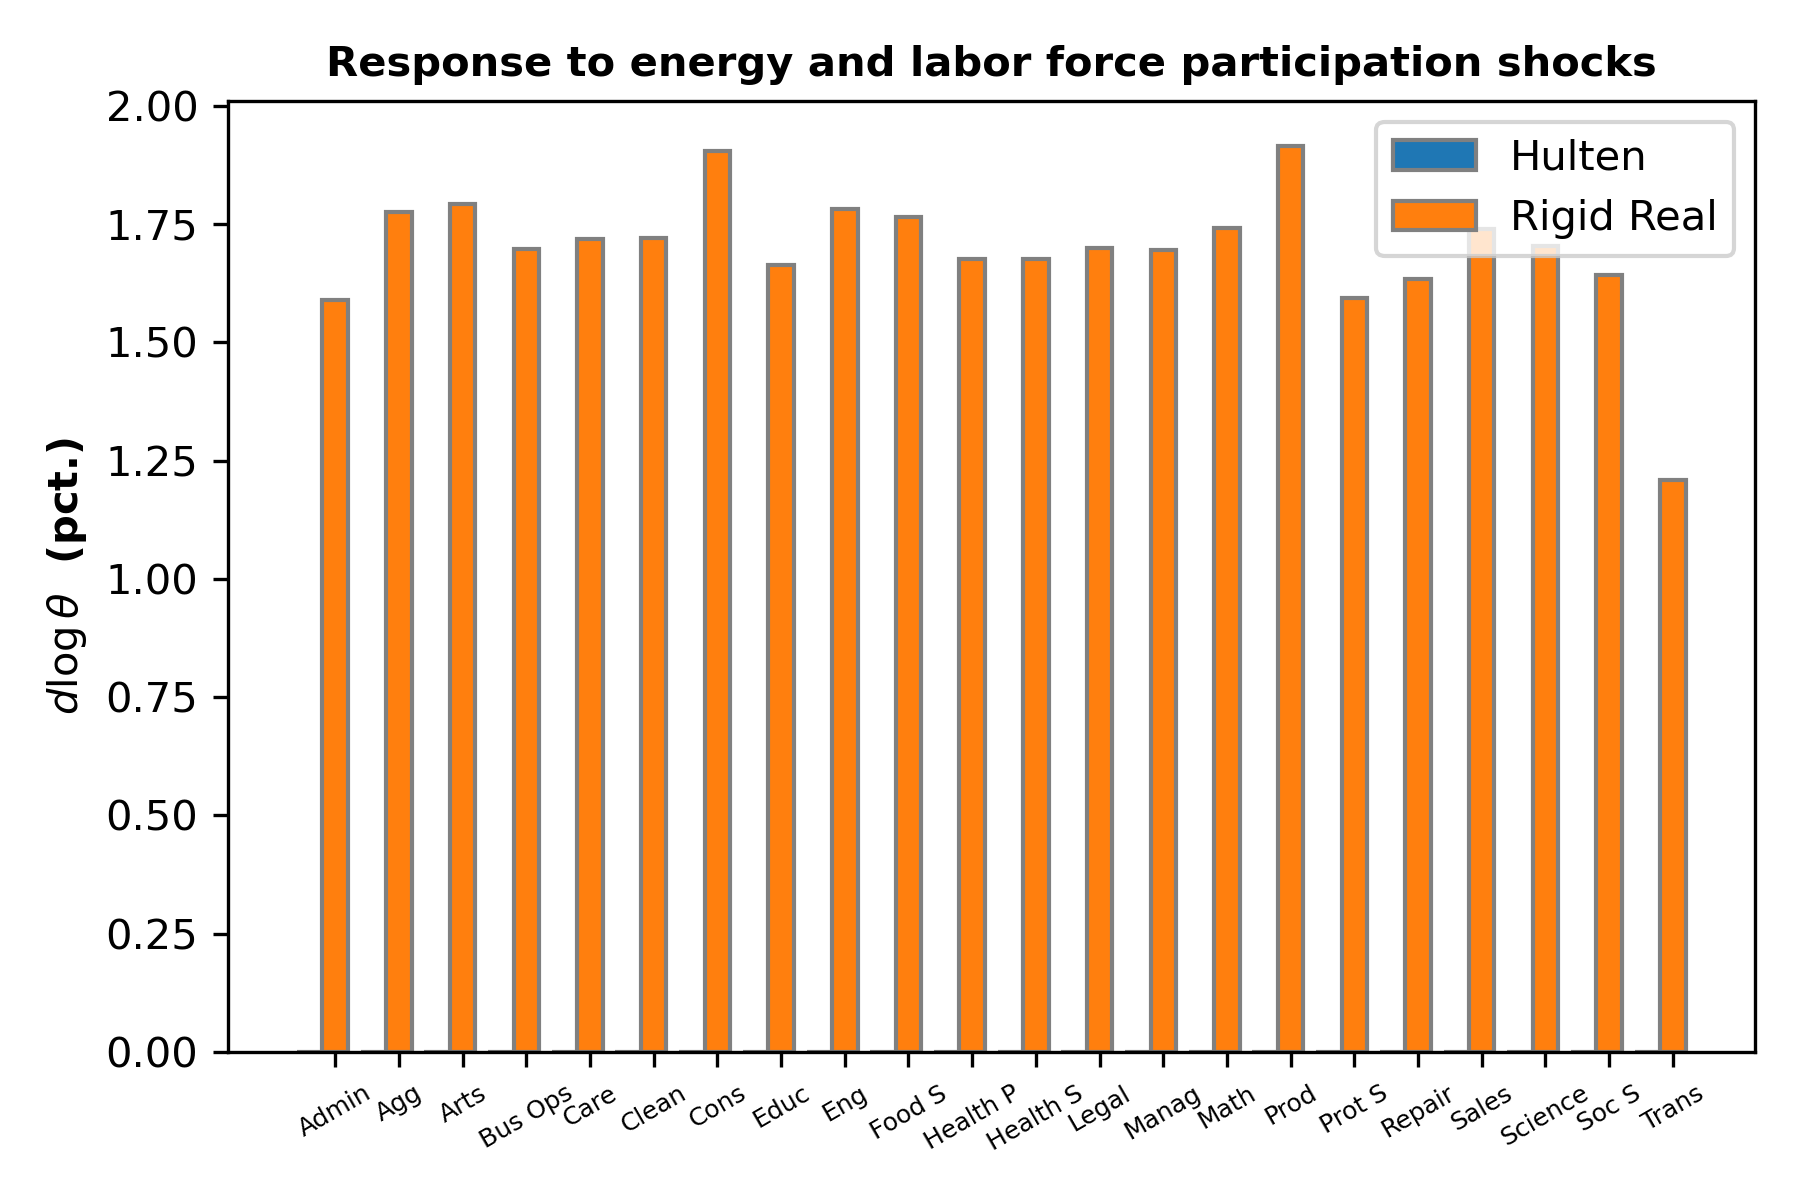 Response to energy and labor force participation shocks
2.00
1.75
1.50
1.25
1.00
0.75
0.50
0.25
0.00
d log θ (pct.)
Hulten
Rigid Real
Admin
Agg
Arts
Bus Ops
Care
Clean
Cons
Educ
Eng
Food S
Health P
Health S
Legal
Manag
Math
Prod
Prot S
Repair
Sales
Science
Soc S
Trans